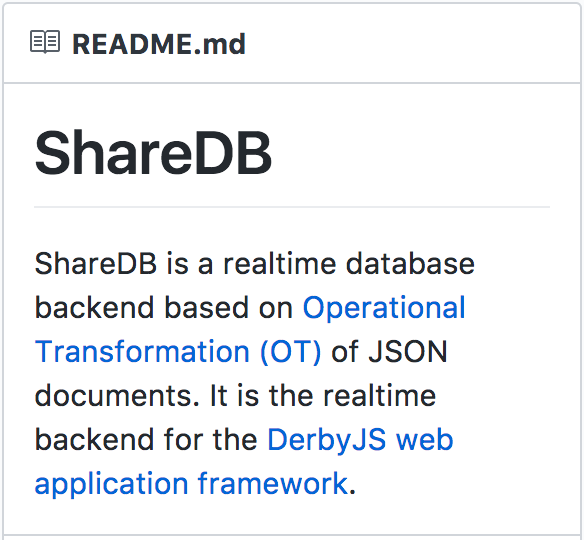 README.md
ShareDB
ShareDB is a realtime database
backend based on Operational
Transformation (OT) of JSON
documents. It is the realtime
backend for the DerbyJS web
application framework.